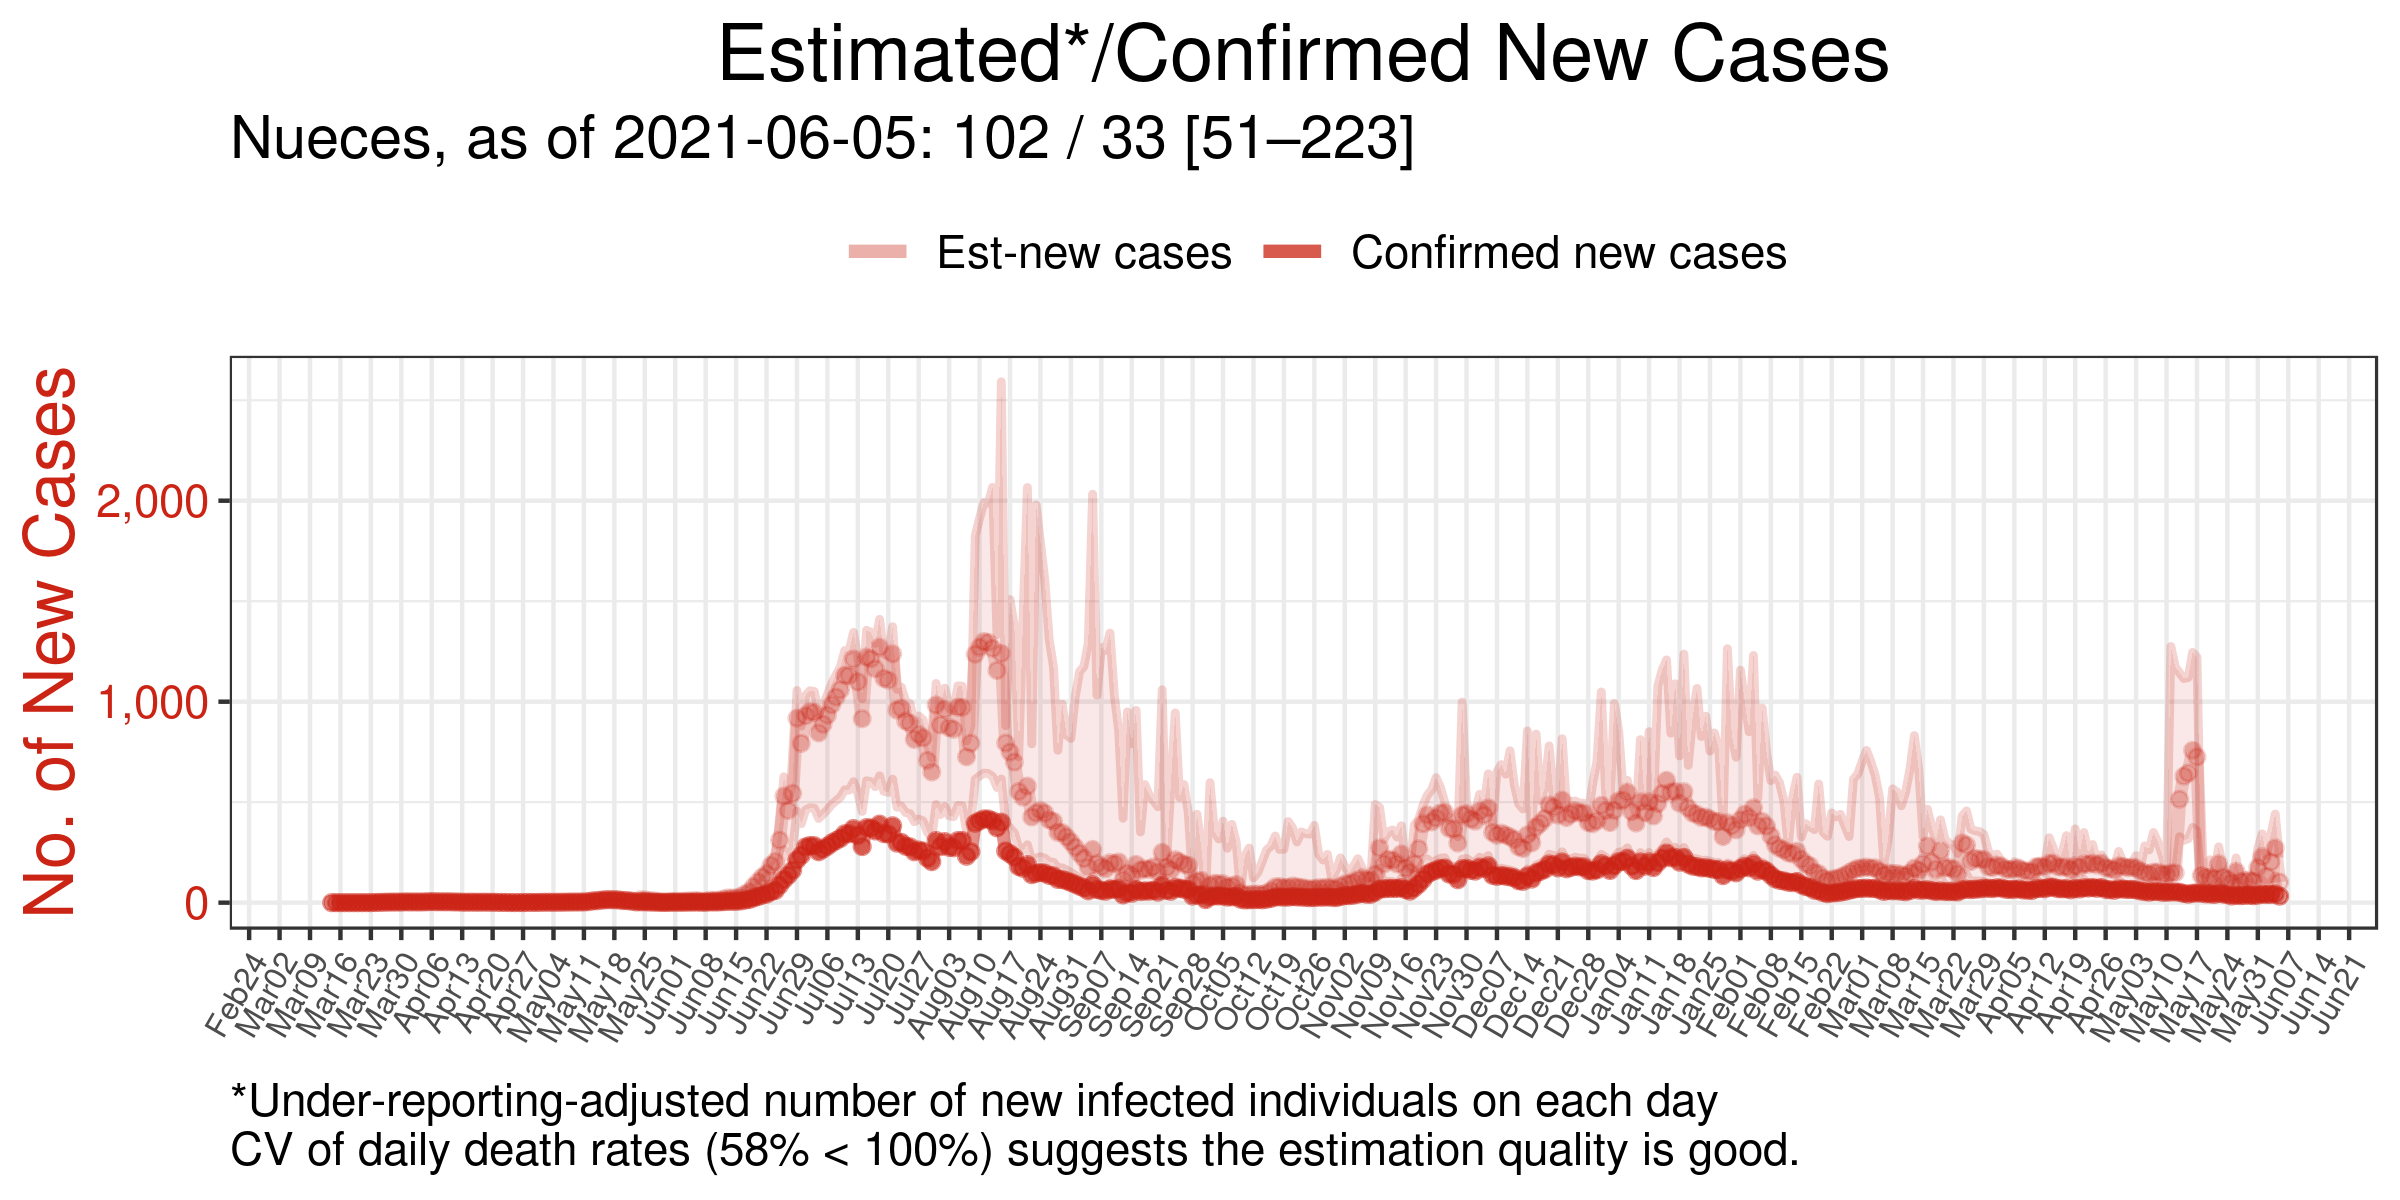 Estimated*/Confirmed New Cases
Nueces, as of 2021-06-05: 102 / 33 [51–223]
Est-new cases Confirmed new cases
No. of New Cases
2,000
1,000
0
Feb24 Mar02 Mar09 Mar16 Mar23 Mar30 Apr06 Apr13 Apr20 Apr27 May04 May11 May18 May25 Jun01 Jun08 Jun15 Jun22 Jun29 Jul06 Jul13 Jul20 Jul27 Aug03 Aug10 Aug17 Aug24 Aug31 Sep07 Sep14 Sep21 Sep28 Oct05 Oct12 Oct19 Oct26 Nov02 Nov09 Nov16 Nov23 Nov30 Dec07 Dec14 Dec21 Dec28 Jan04 Jan11 Jan18 Jan25 Feb01 Feb08 Feb15 Feb22 Mar01 Mar08 Mar15 Mar22 Mar29 Apr05 Apr12 Apr19 Apr26 May03 May10 May17 May24 May31 Jun07 Jun14 Jun21
*Under-reporting-adjusted number of new infected individuals on each day
CV of daily death rates (58% < 100%) suggests the estimation quality is good.